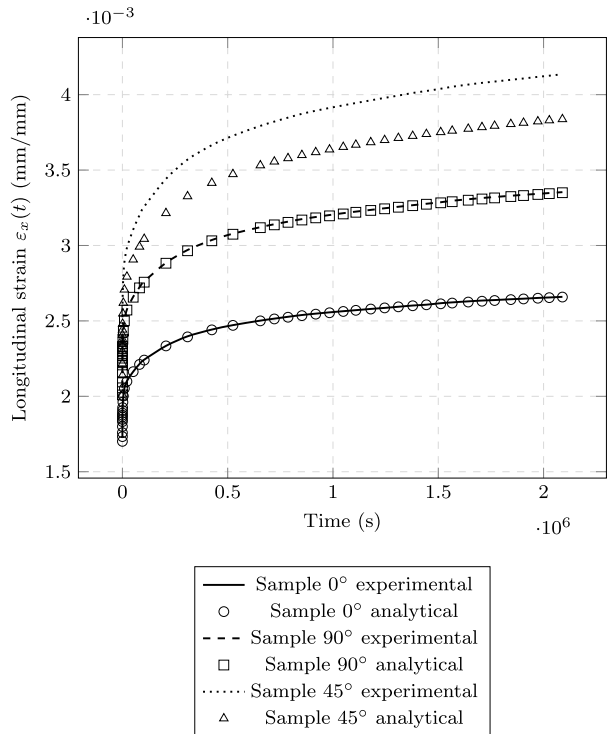 ·10⁻³
4
3.5
3
2.5
2
1.5
Longitudinal strain εₓ(t) (mm/mm)
0 0.5 1 1.5 2
Time (s)
·10⁶
Sample 0° experimental
Sample 0° analytical
Sample 90° experimental
Sample 90° analytical
Sample 45° experimental
Sample 45° analytical